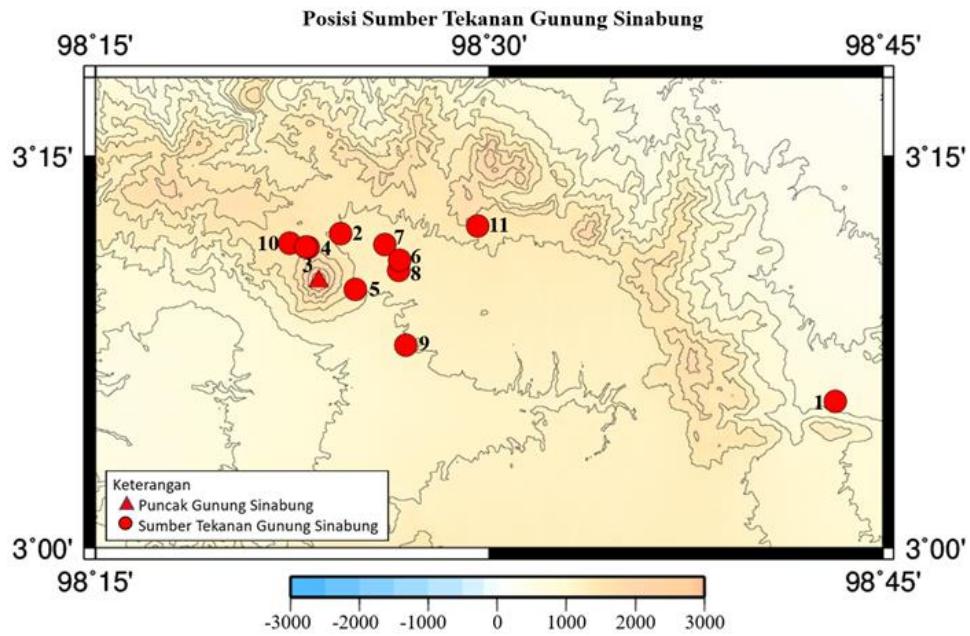 Posisi Sumber Tekanan Gunung Sinabung
98°15' 98°30' 98°45'
3°15' 3°15'
11
2
7
10 4
6
3
8
5
9
1
Keterangan
Puncak Gunung Sinabung
Sumber Tekanan Gunung Sinabung
3°00' 3°00'
98°15' 98°45'
-3000 -2000 -1000 0 1000 2000 3000